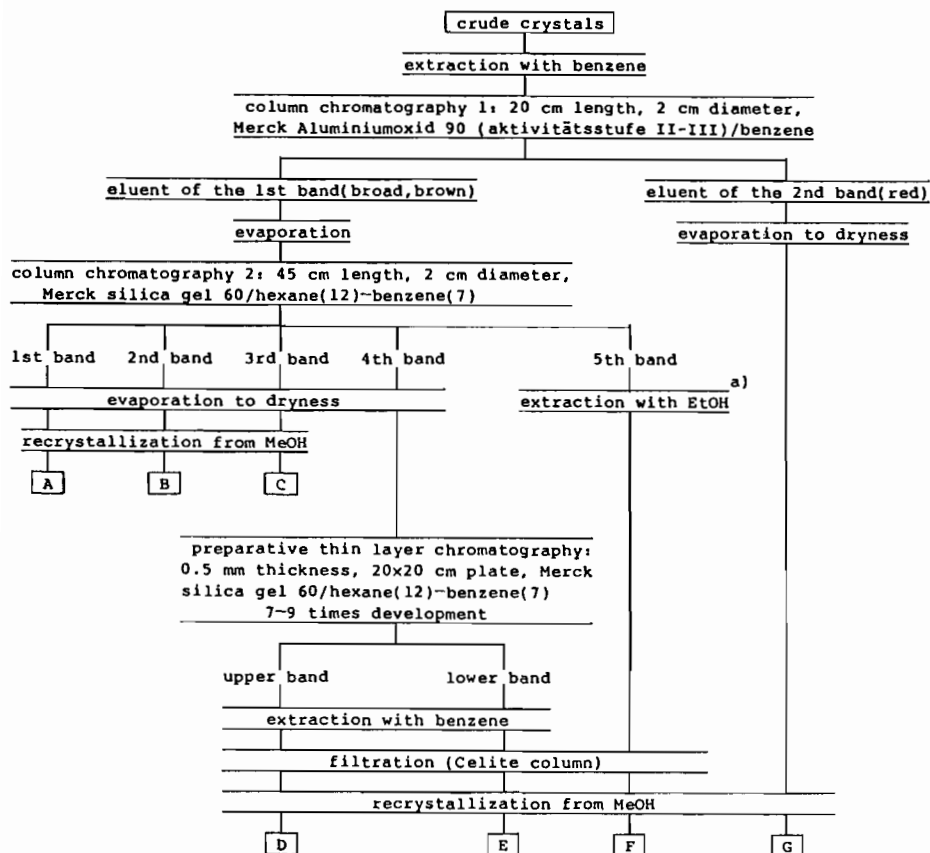 crude crystals
extraction with benzene
column chromatography 1: 20 cm length, 2 cm diameter,
Merck Aluminiumoxid 90 (aktivitātsstufe II-III)/benzene
eluent of the 1st band(broad,brown)
eluent of the 2nd band(red)
evaporation
evaporation to dryness
column chromatography 2: 45 cm length, 2 cm diameter,
Merck silica gel 60/hexane(12)~benzene(7)
1st band 2nd band 3rd band 4th band 5th band
evaporation to dryness
extraction with EtOH a)
recrystallization from MeOH
A B C
preparative thin layer chromatography:
0.5 mm thickness, 20x20 cm plate, Merck
silica gel 60/hexane(12)~benzene(7)
7~9 times development
upper band lower band
extraction with benzene
filtration (Celite column)
recrystallization from MeOH
D E F G